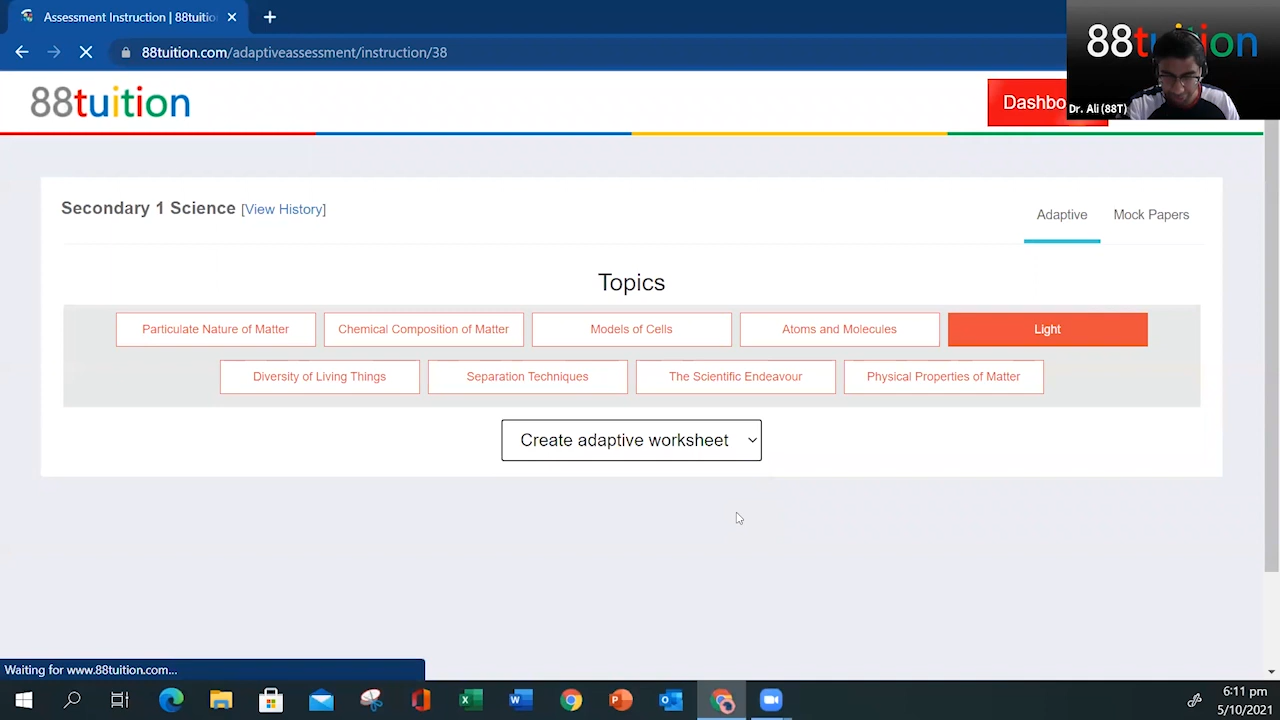 Assessment Instruction | 88tuitio
88tuition.com/adaptiveassessment/instruction/38
88tuition
Dr. Ali (88T)
88tuition
Dashbo
Secondary 1 Science [View History]
Adaptive
Mock Papers
Topics
Particulate Nature of Matter
Chemical Composition of Matter
Models of Cells
Atoms and Molecules
Light
Diversity of Living Things
Separation Techniques
The Scientific Endeavour
Physical Properties of Matter
Create adaptive worksheet
Waiting for www.88tuition.com...
6:11 pm
5/10/2021